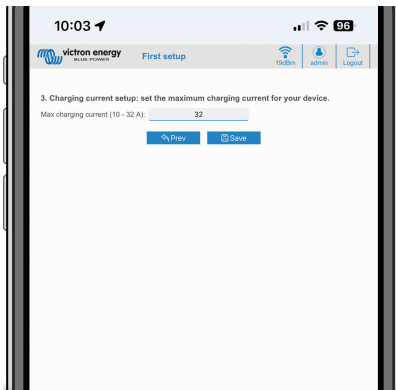 10:03
96
victron energy
BLUE POWER
First setup
19dBm
admin
Logout
3. Charging current setup: set the maximum charging current for your device.
Max charging current (10 - 32 A):
32
Prev
Save